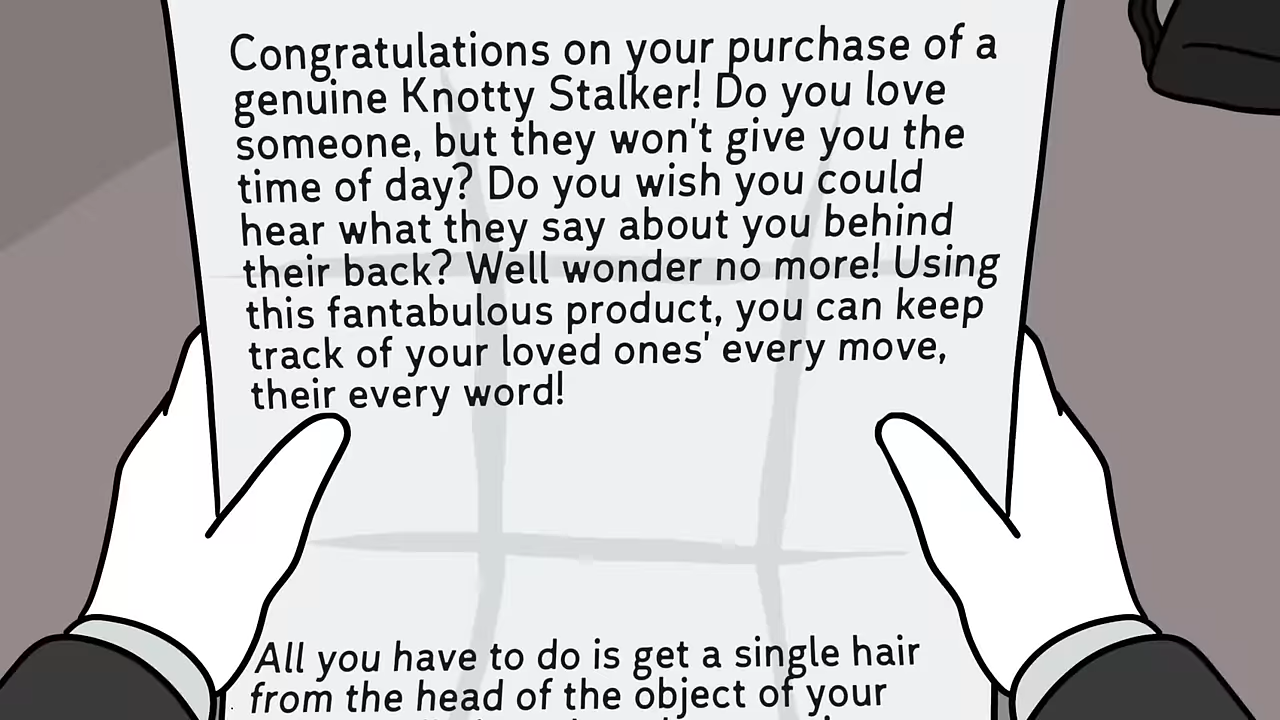 Congratulations on your purchase of a
genuine Knotty Stalker! Do you love
someone, but they won't give you the
time of day? Do you wish you could
hear what they say about you behind
their back? Well wonder no more! Using
this fantabulous product, you can keep
track of your loved ones' every move,
their every word!
All you have to do is get a single hair
from the head of the object of your